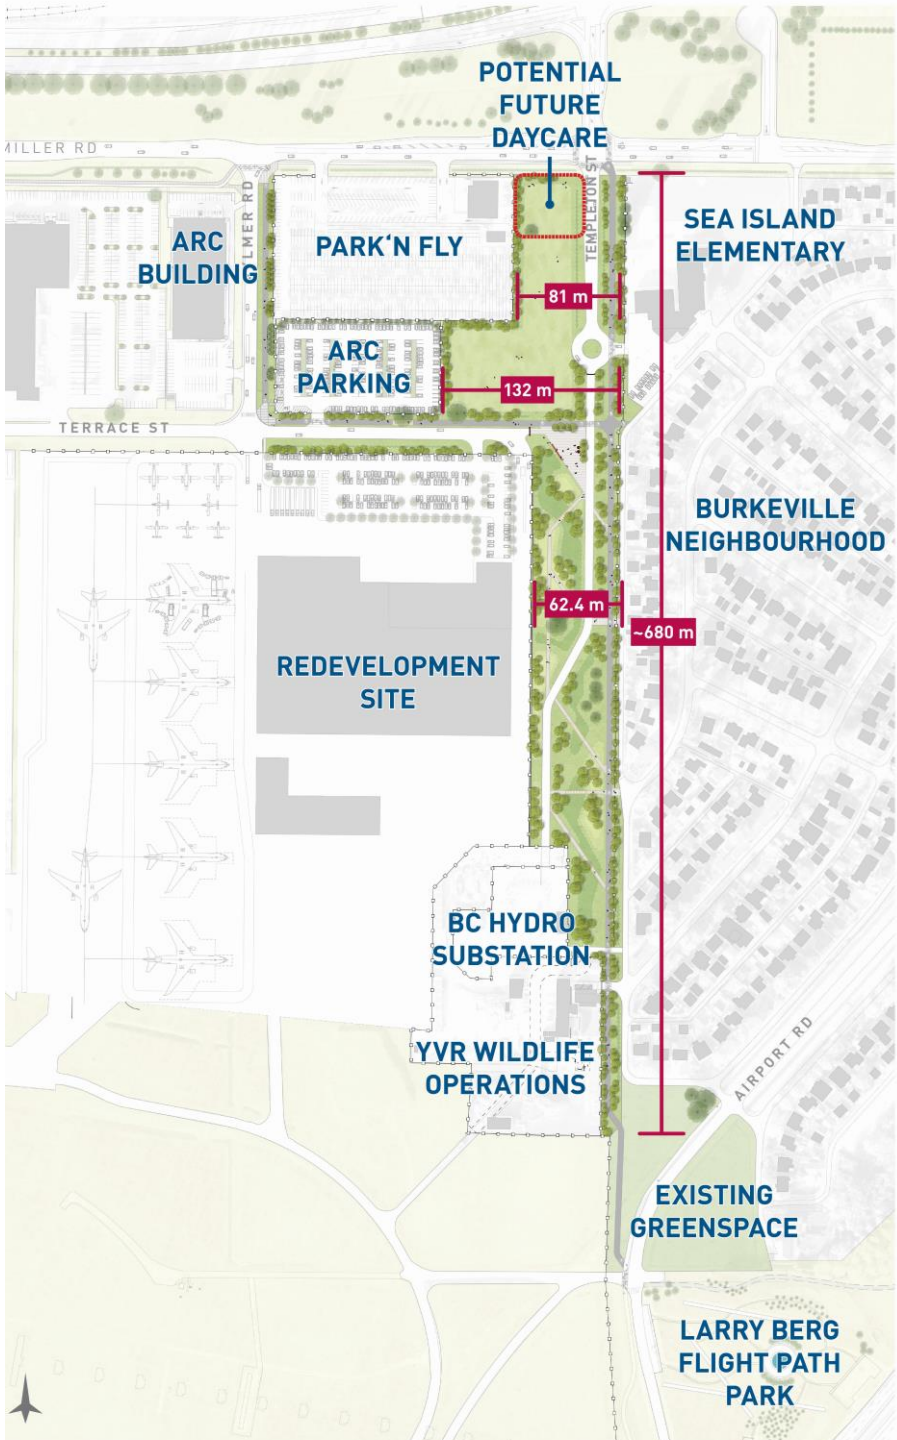 POTENTIAL
FUTURE
DAYCARE
MILLER RD
TEMPLETON ST
LMER RD
SEA ISLAND
ELEMENTARY
ARC
BUILDING
PARK'N FLY
81 m
ARC
PARKING
132 m
TERRACE ST
BURKEVILLE
NEIGHBOURHOOD
62.4 m
~680 m
REDEVELOPMENT
SITE
BC HYDRO
SUBSTATION
YVR WILDLIFE
OPERATIONS
AIRPORT RD
EXISTING
GREENSPACE
LARRY BERG
FLIGHT PATH
PARK